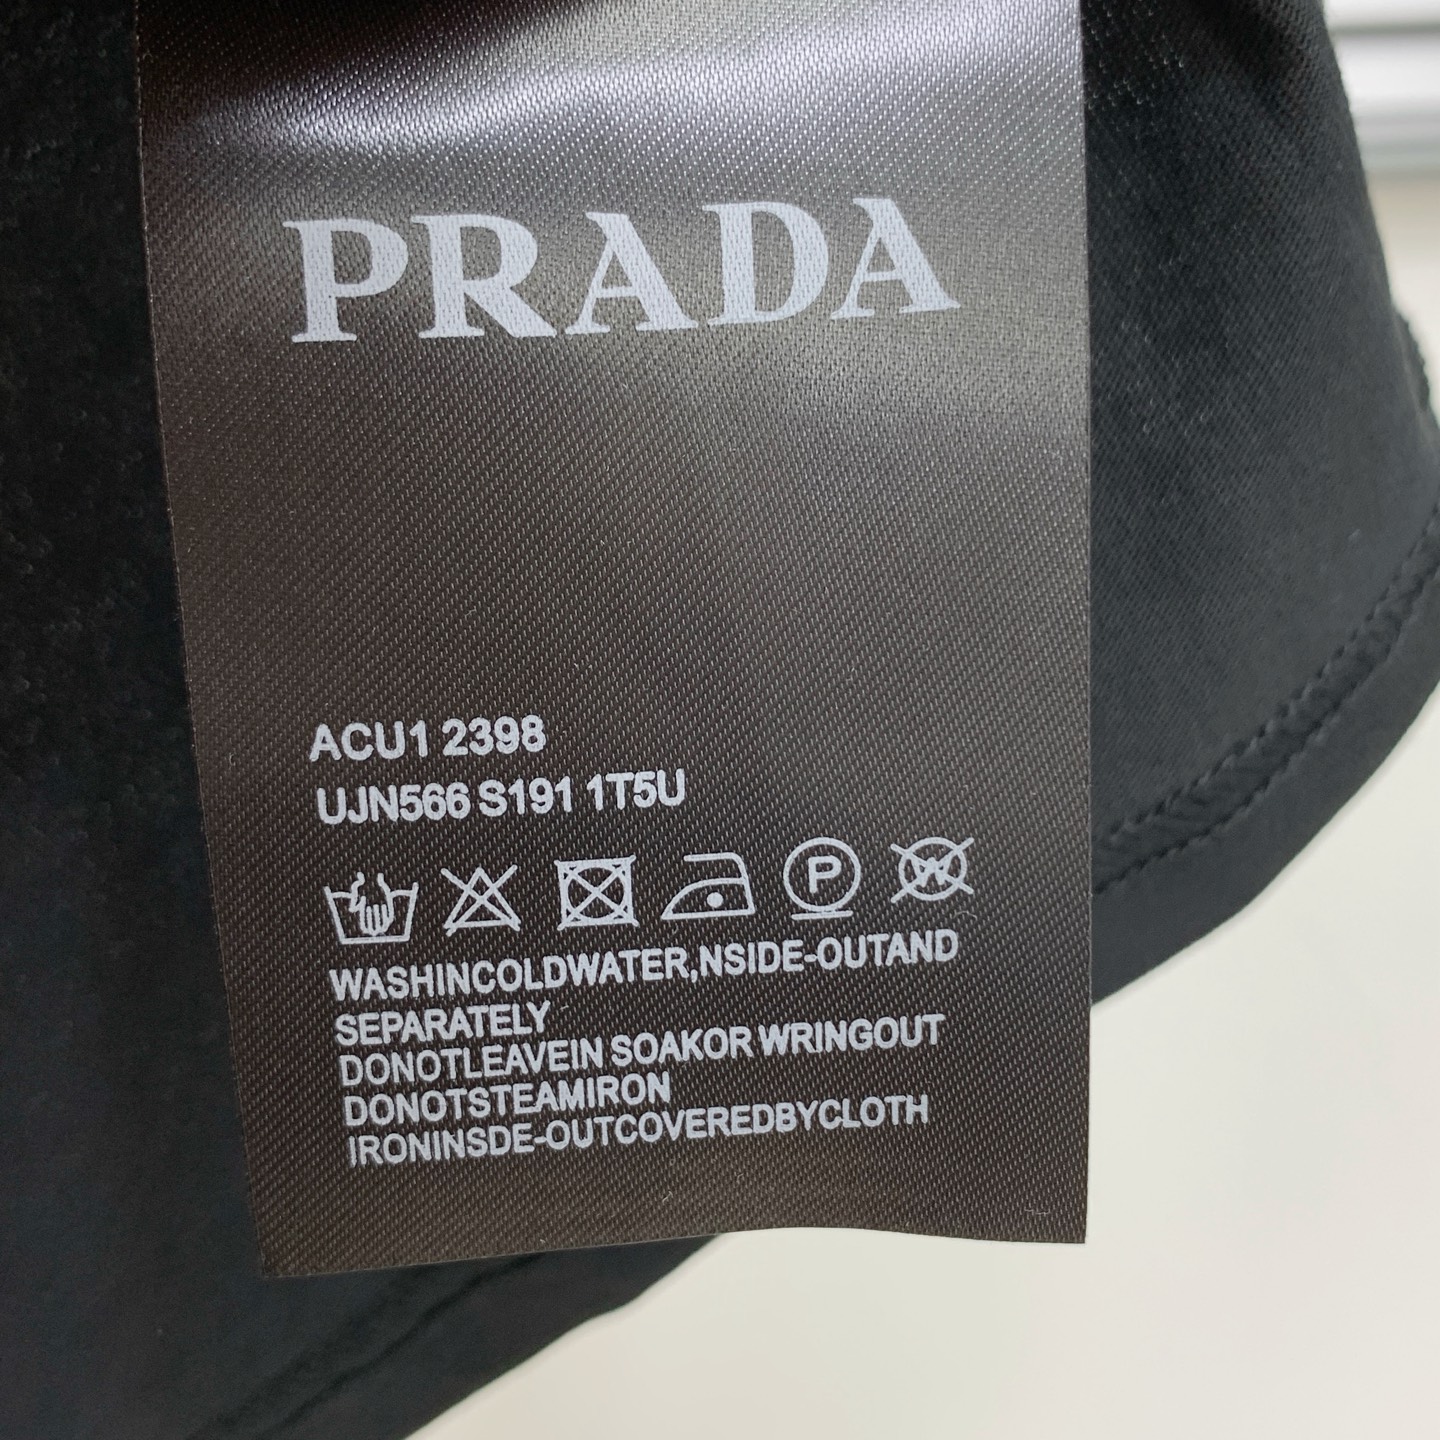 PRADA
ACU1 2398
UJN566 S191 1T5U
P W
WASHINCOLDWATER,NSIDE-OUTAND
SEPARATELY
DONOTLEAVEIN SOAKOR WRINGOUT
DONOTSTEAMIRON
IRONINSDE-OUTCOVEREDBYCLOTH